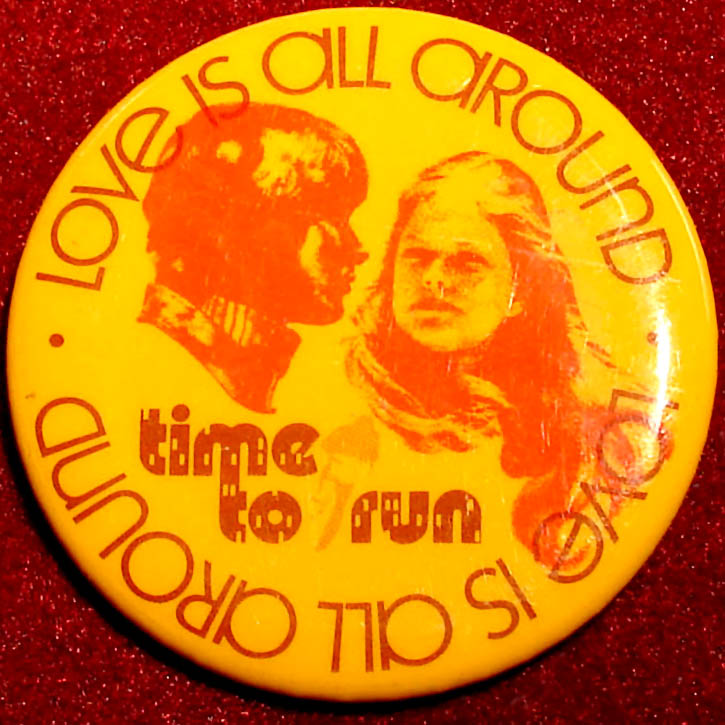 LOVE IS ALL AROUND • LOVE IS ALL AROUND •
time
to run